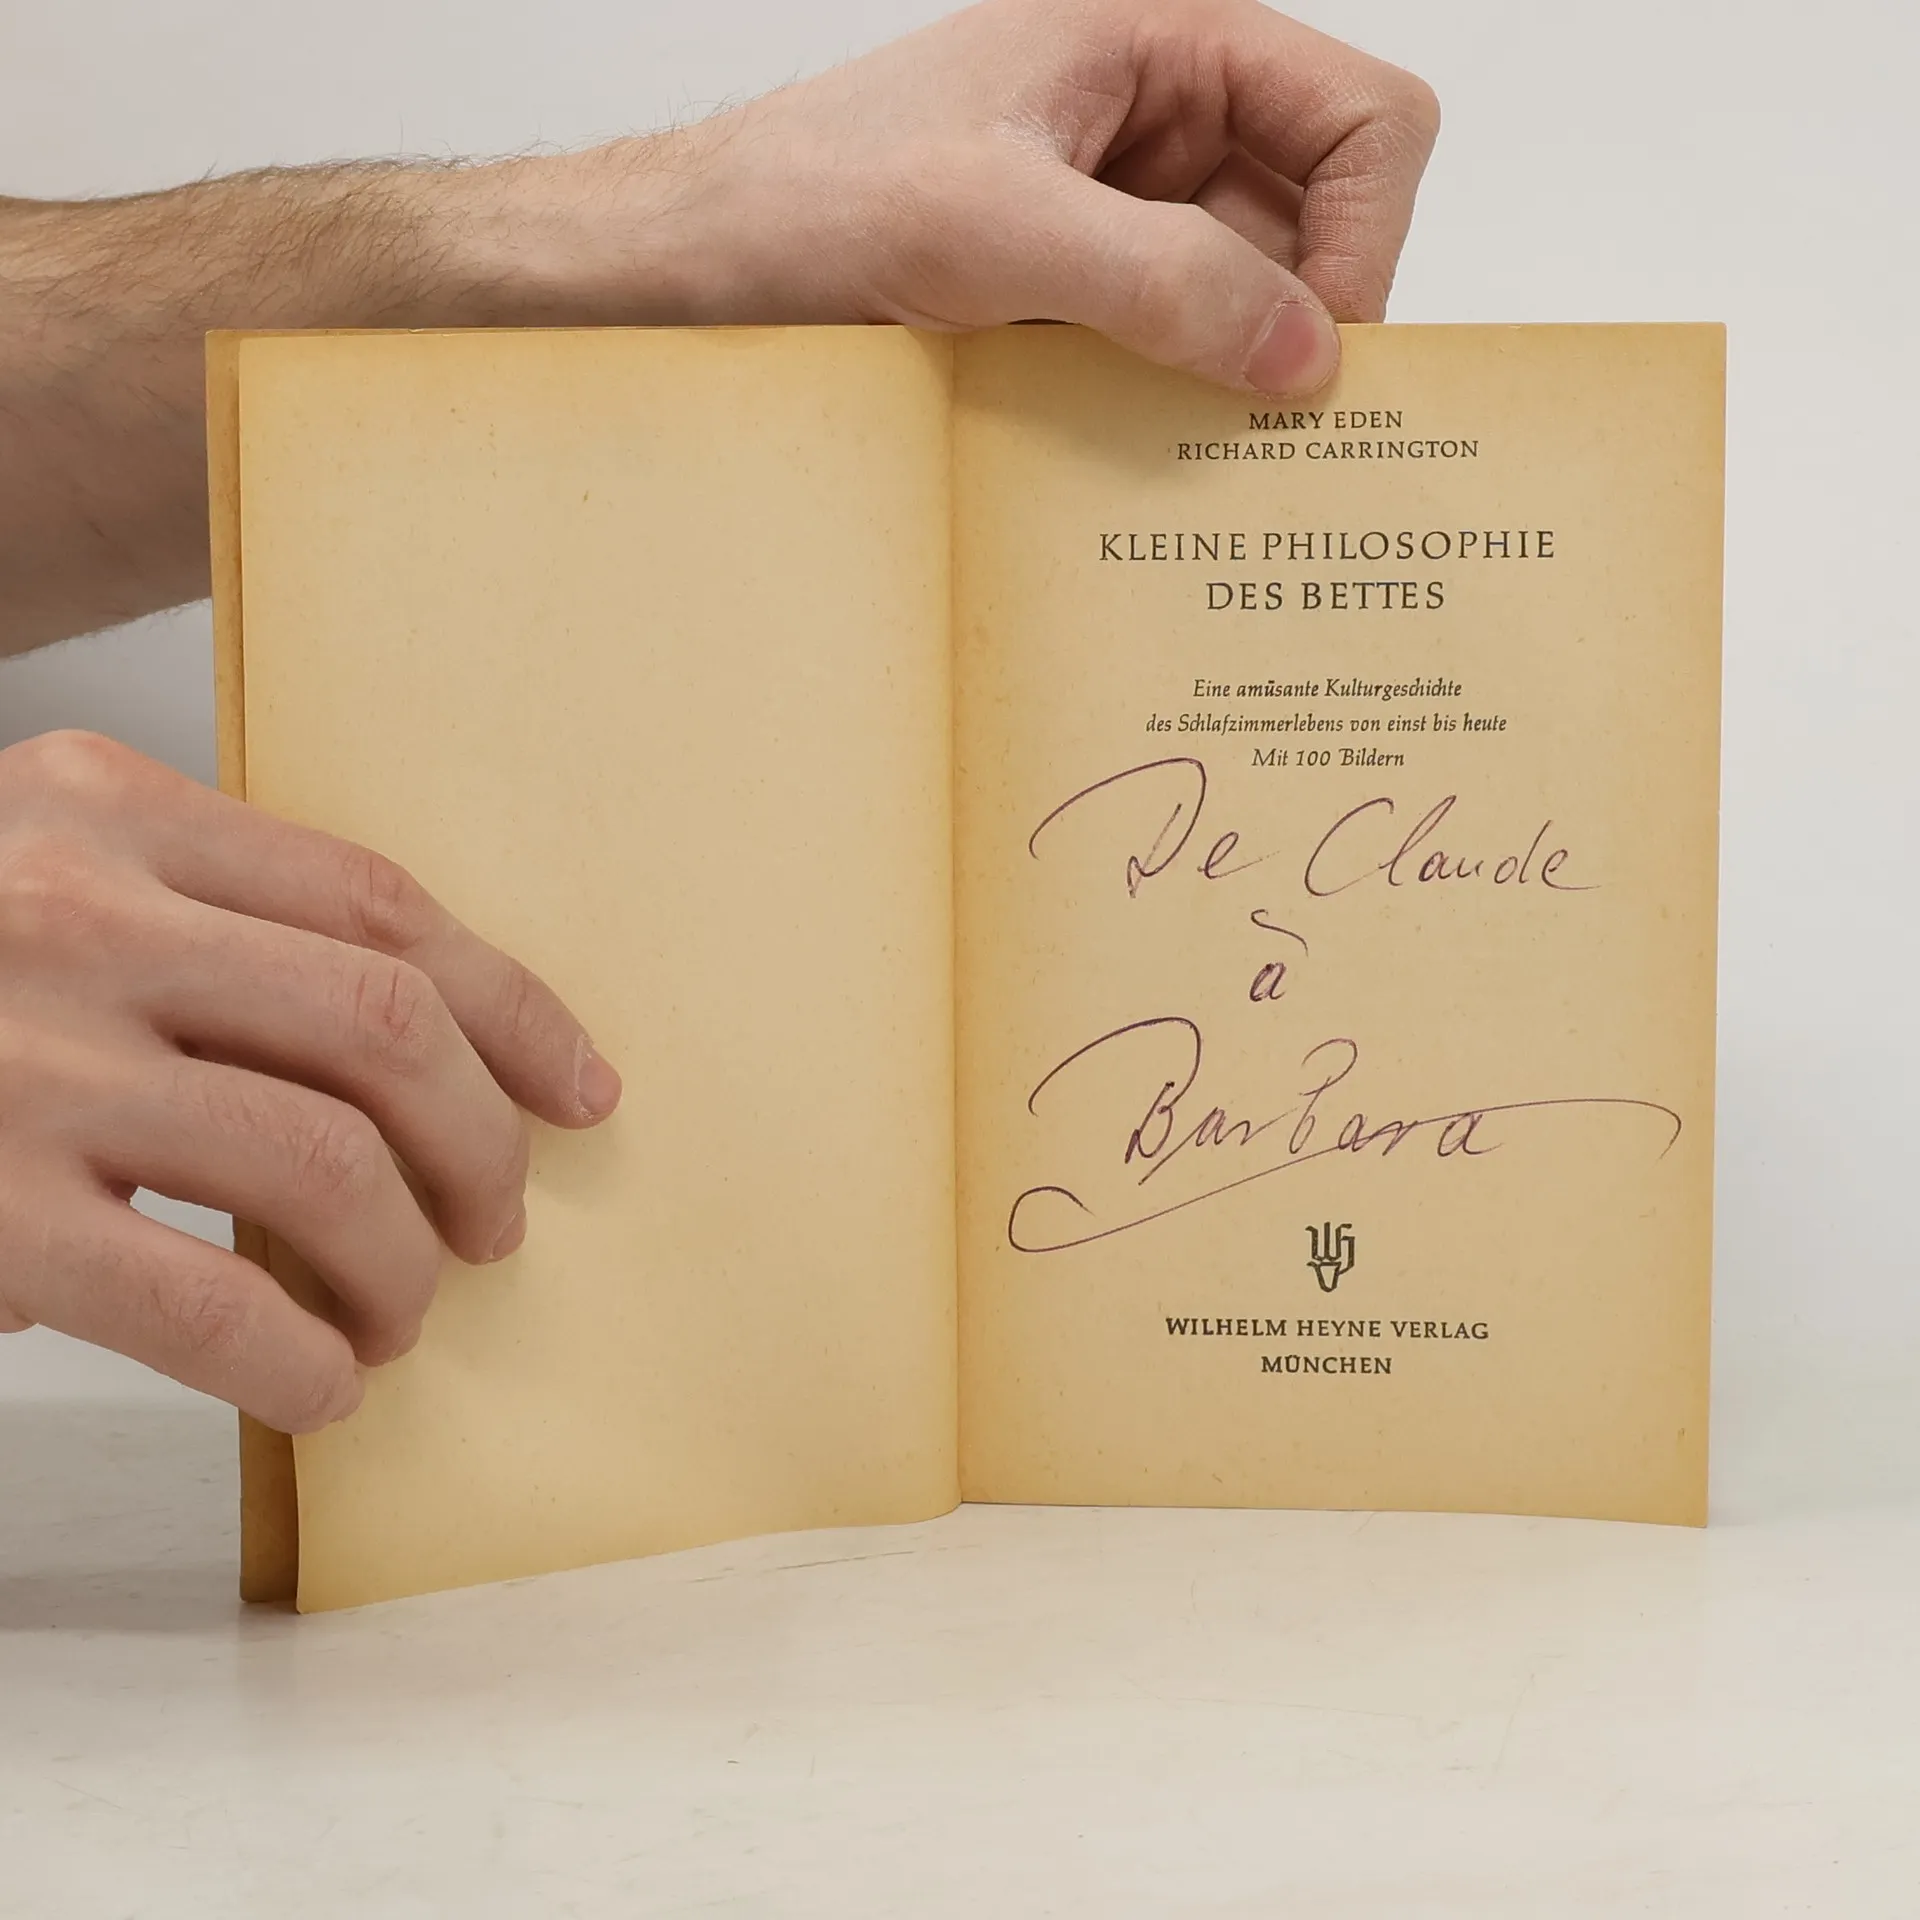 MARY EDEN
RICHARD CARRINGTON
KLEINE PHILOSOPHIE
DES BETTES
Eine amüsante Kulturgeschichte
des Schlafzimmerlebens von einst bis heute
Mit 100 Bildern
De Claude
à
Barbara
WILHELM HEYNE VERLAG
MÜNCHEN